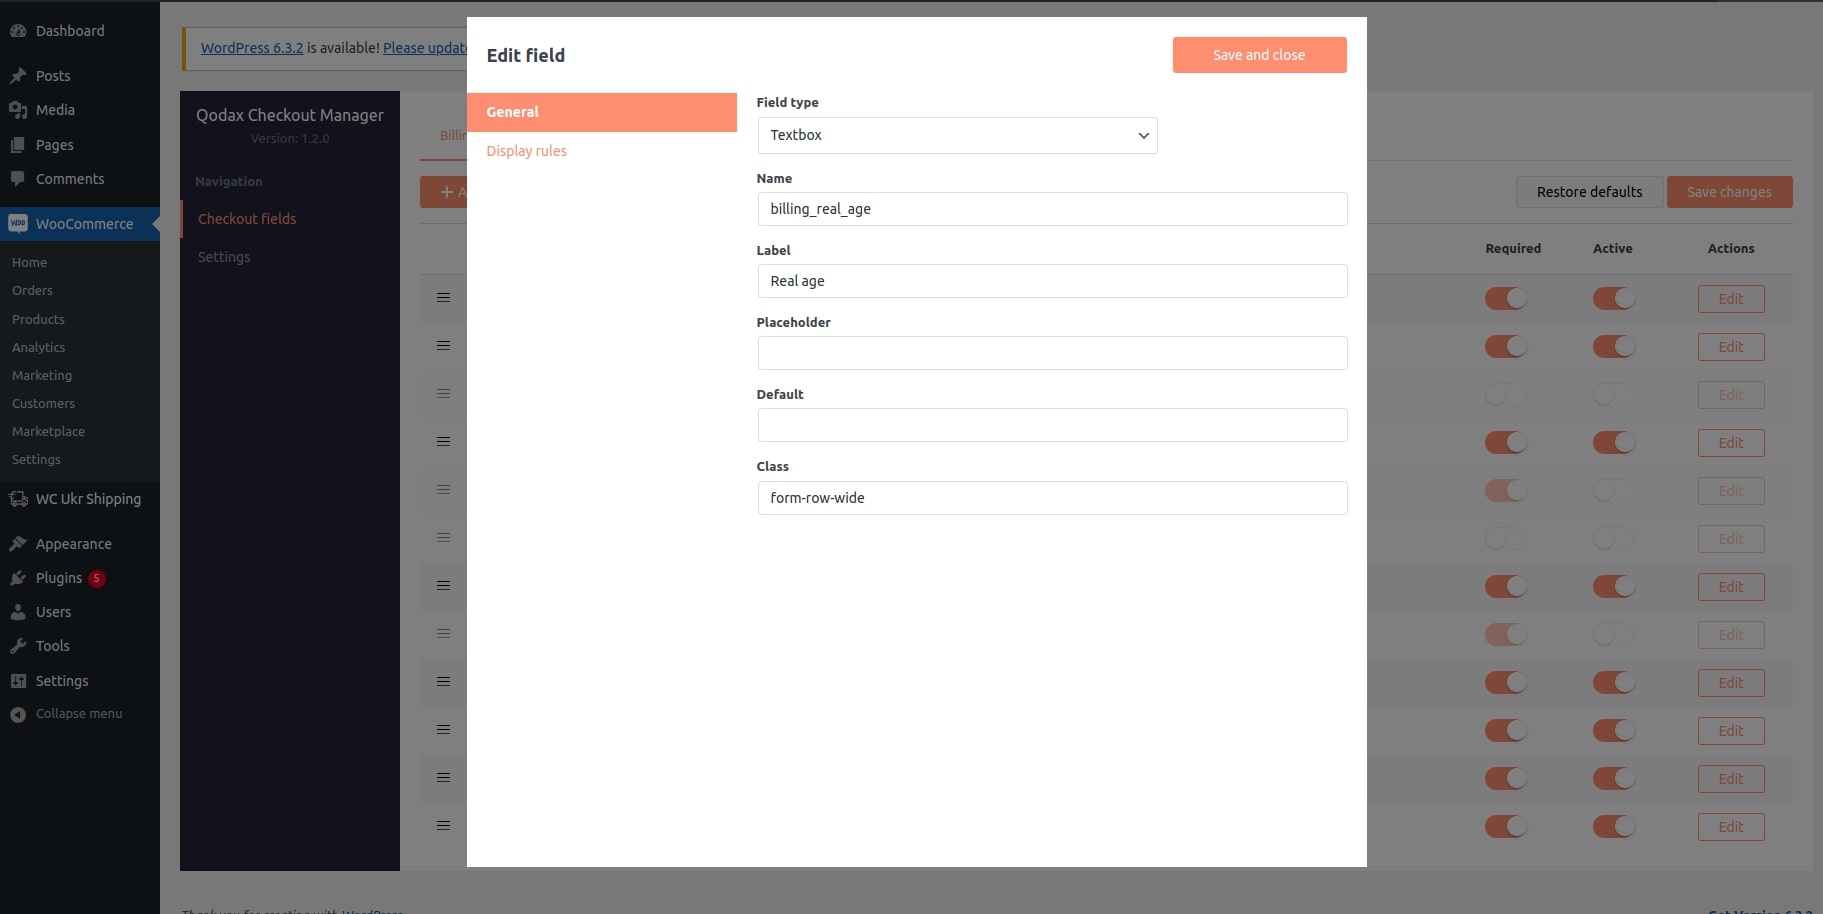 Dashboard
Posts
Media
Pages
Comments
WooCommerce
Home
Orders
Products
Analytics
Marketing
Customers
Marketplace
Settings
WC Ukr Shipping
Appearance
Plugins 5
Users
Tools
Settings
Collapse menu
WordPress 6.3.2 is available! Please update
Qodax Checkout Manager
Version: 1.2.0
Navigation
Checkout fields
Settings
Edit field
Save and close
General
Display rules
Field type
Textbox
Name
billing_real_age
Label
Real age
Placeholder
Default
Class
form-row-wide
Restore defaults
Save changes
Required Active Actions
Edit
Edit
Edit
Edit
Edit
Edit
Edit
Edit
Edit
Edit
Edit
Edit